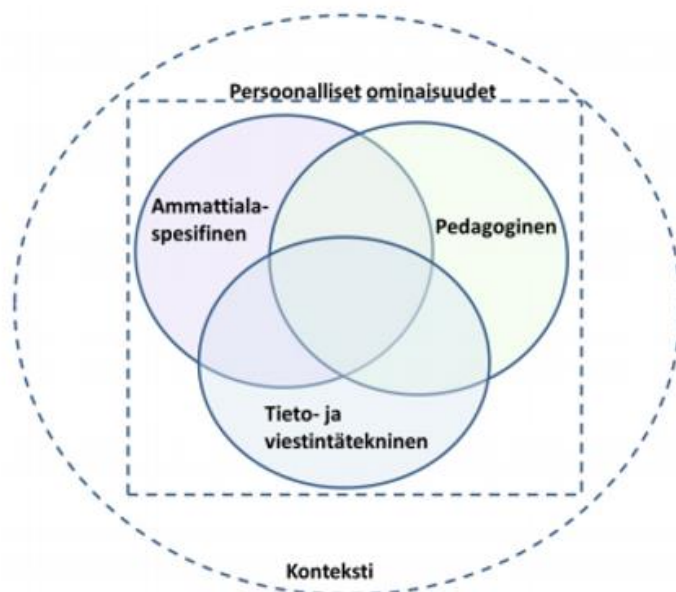 Persoonalliset ominaisuudet
Ammattiala-
spesifinen
Pedagoginen
Tieto- ja
viestintätekninen
Konteksti